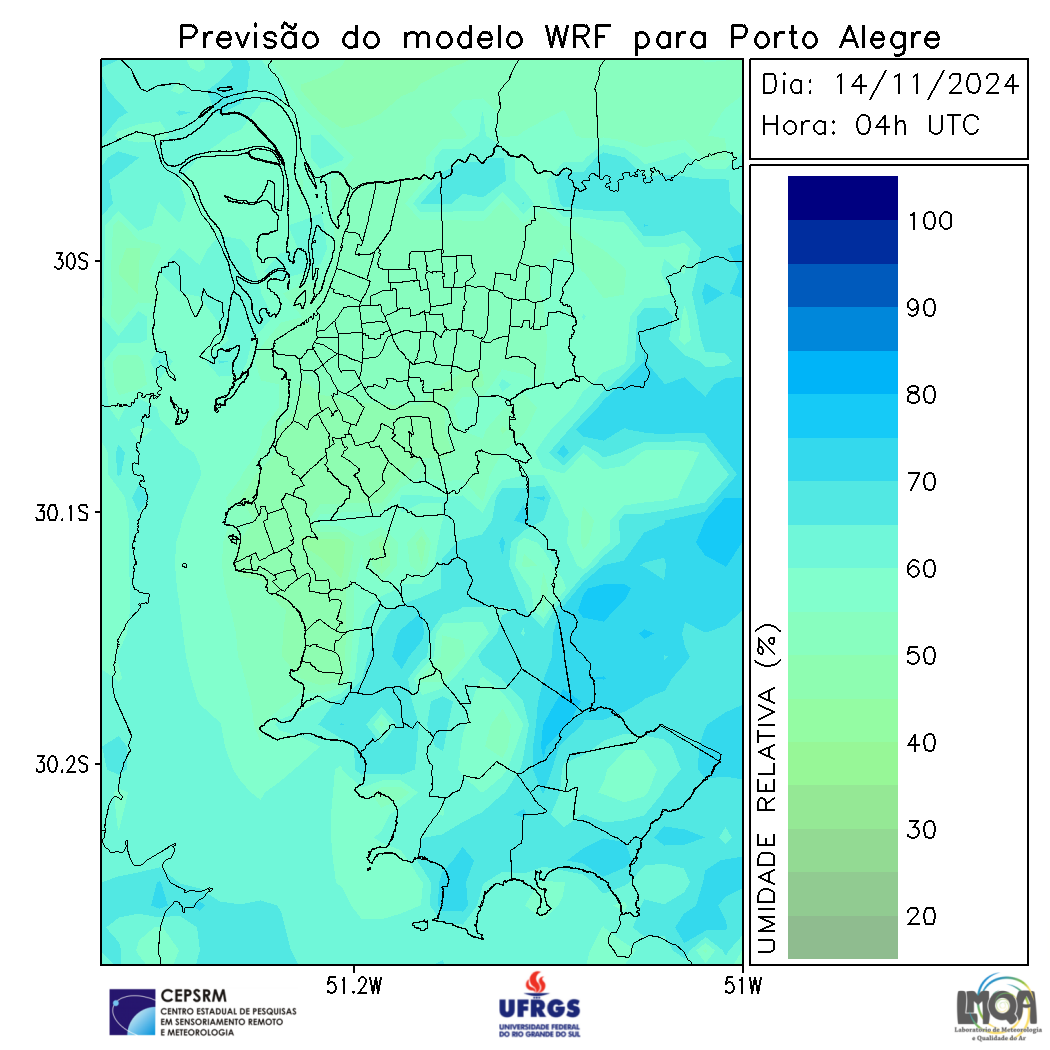 Previsão do modelo WRF para Porto Alegre
Dia: 14/11/2024
Hora: 04h UTC
100
90
80
70
60
50
40
30
20
UMIDADE RELATIVA (%)
30S
30.1S
30.2S
51.2W
51W
CEPSRM
CENTRO ESTADUAL DE PESQUISAS
EM SENSORIAMENTO REMOTO
E METEOROLOGIA
UFRGS
UNIVERSIDADE FEDERAL
DO RIO GRANDE DO SUL
LMQA
Laboratório de Meteorologia
e Qualidade do Ar